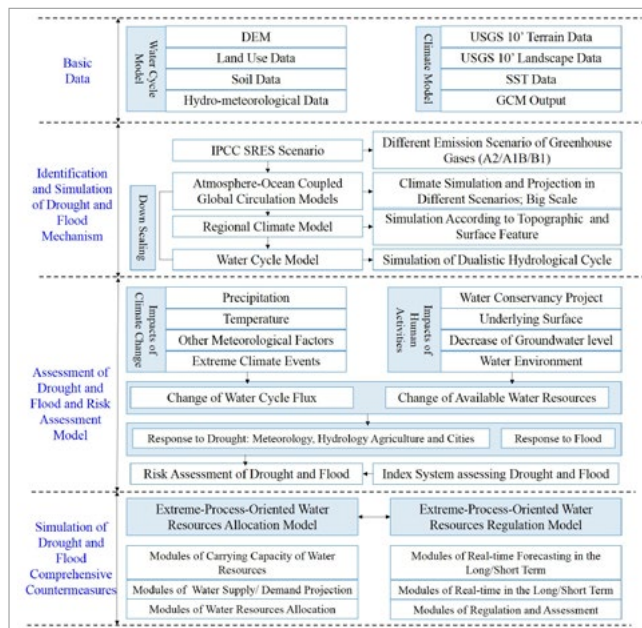 Basic
Data
Water Cycle
Model
DEM
Land Use Data
Soil Data
Hydro-meteorological Data
Climate Model
USGS 10' Terrain Data
USGS 10' Landscape Data
SST Data
GCM Output
Identification
and Simulation
of Drought and
Flood
Mechanism
Down Scaling
IPCC SRES Scenario
Different Emission Scenario of Greenhouse
Gases (A2/A1B/B1)
Atmosphere-Ocean Coupled
Global Circulation Models
Climate Simulation and Projection in
Different Scenarios; Big Scale
Regional Climate Model
Simulation According to Topographic and
Surface Feature
Water Cycle Model
Simulation of Dualistic Hydrological Cycle
Assessment of
Drought and
Flood and Risk
Assessment
Model
Impacts of
Climate Change
Precipitation
Temperature
Other Meteorological Factors
Extreme Climate Events
Impacts of
Human
Activities
Water Conservancy Project
Underlying Surface
Decrease of Groundwater level
Water Environment
Change of Water Cycle Flux
Change of Available Water Resources
Response to Drought: Meteorology, Hydrology Agriculture and Cities
Response to Flood
Risk Assessment of Drought and Flood
Index System assessing Drought and Flood
Simulation of
Drought and
Flood
Comprehensive
Countermeasures
Extreme-Process-Oriented Water
Resources Allocation Model
Extreme-Process-Oriented Water
Resources Regulation Model
Modules of Carrying Capacity of Water
Resources
Modules of Water Supply/ Demand Projection
Modules of Water Resources Allocation
Modules of Real-time Forecasting in the
Long/Short Term
Modules of Real-time in the Long/Short Term
Modules of Regulation and Assessment